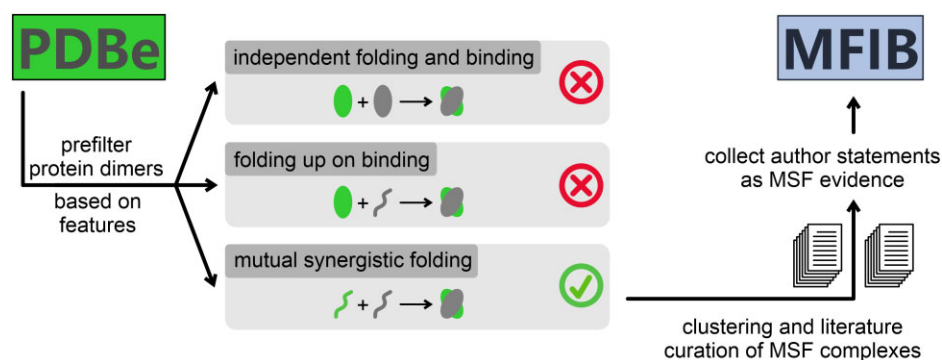 PDBe
prefilter
protein dimers
based on
features
independent folding and binding
+
folding up on binding
+
mutual synergistic folding
+
MFIB
collect author statements
as MSF evidence
clustering and literature
curation of MSF complexes